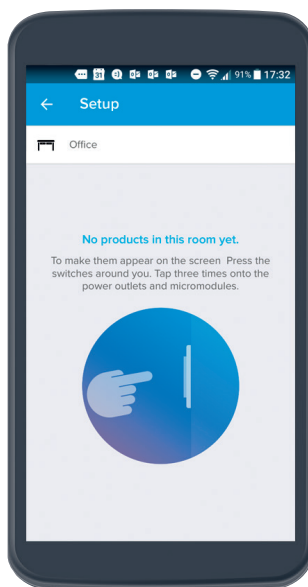 31 91% 17:32
Setup
Office
No products in this room yet.
To make them appear on the screen Press the
switches around you. Tap three times onto the
power outlets and micromodules.